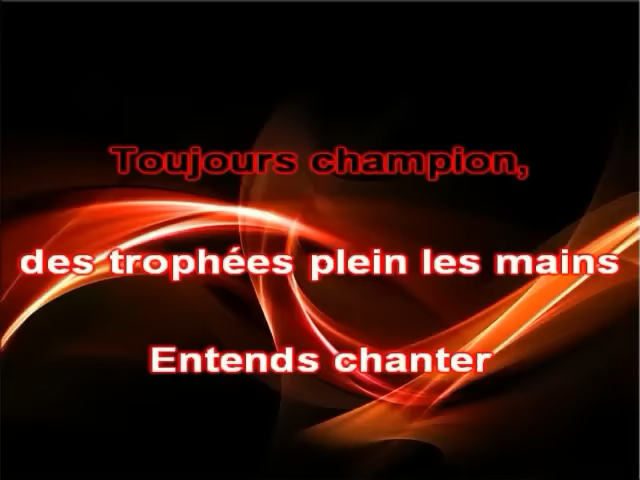 Toujours champion,
des trophées plein les mains
Entends chanter